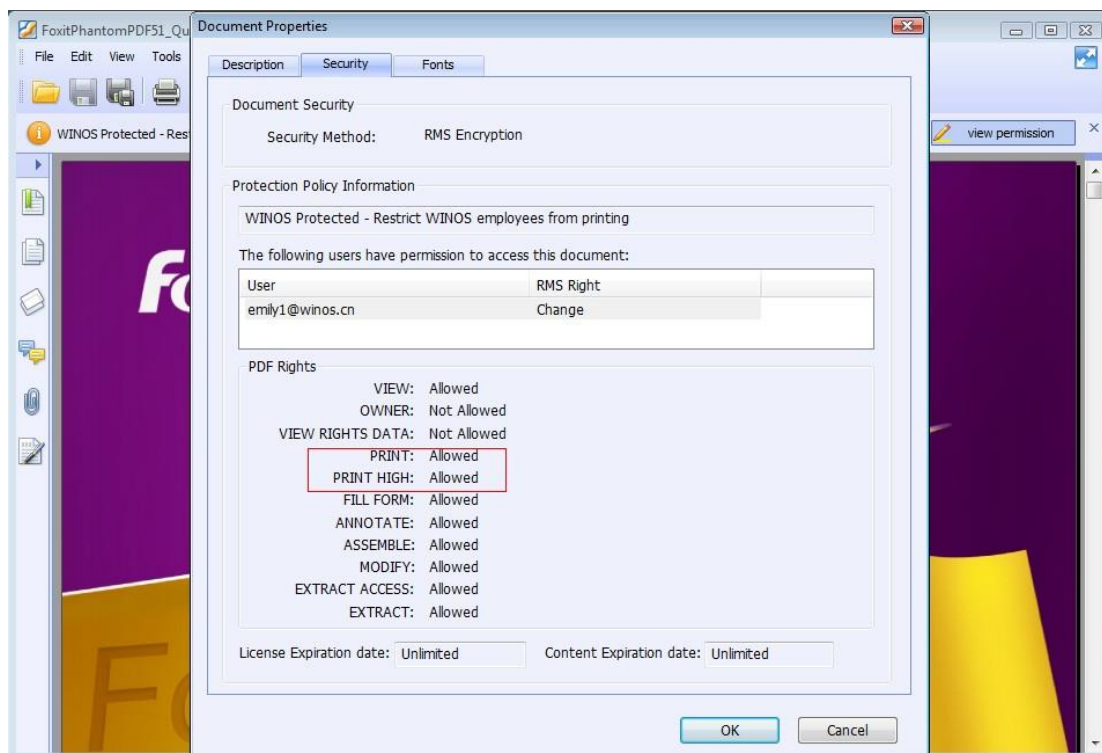 FoxitPhantomPDF51_Qu
Document Properties
File Edit View Tools
Description Security Fonts
Document Security
Security Method: RMS Encryption
WINOS Protected - Res
view permission
Protection Policy Information
WINOS Protected - Restrict WINOS employees from printing
The following users have permission to access this document:
User RMS Right
emily1@winos.cn Change
PDF Rights
VIEW: Allowed
OWNER: Not Allowed
VIEW RIGHTS DATA: Not Allowed
PRINT: Allowed
PRINT HIGH: Allowed
FILL FORM: Allowed
ANNOTATE: Allowed
ASSEMBLE: Allowed
MODIFY: Allowed
EXTRACT ACCESS: Allowed
EXTRACT: Allowed
License Expiration date: Unlimited Content Expiration date: Unlimited
OK Cancel